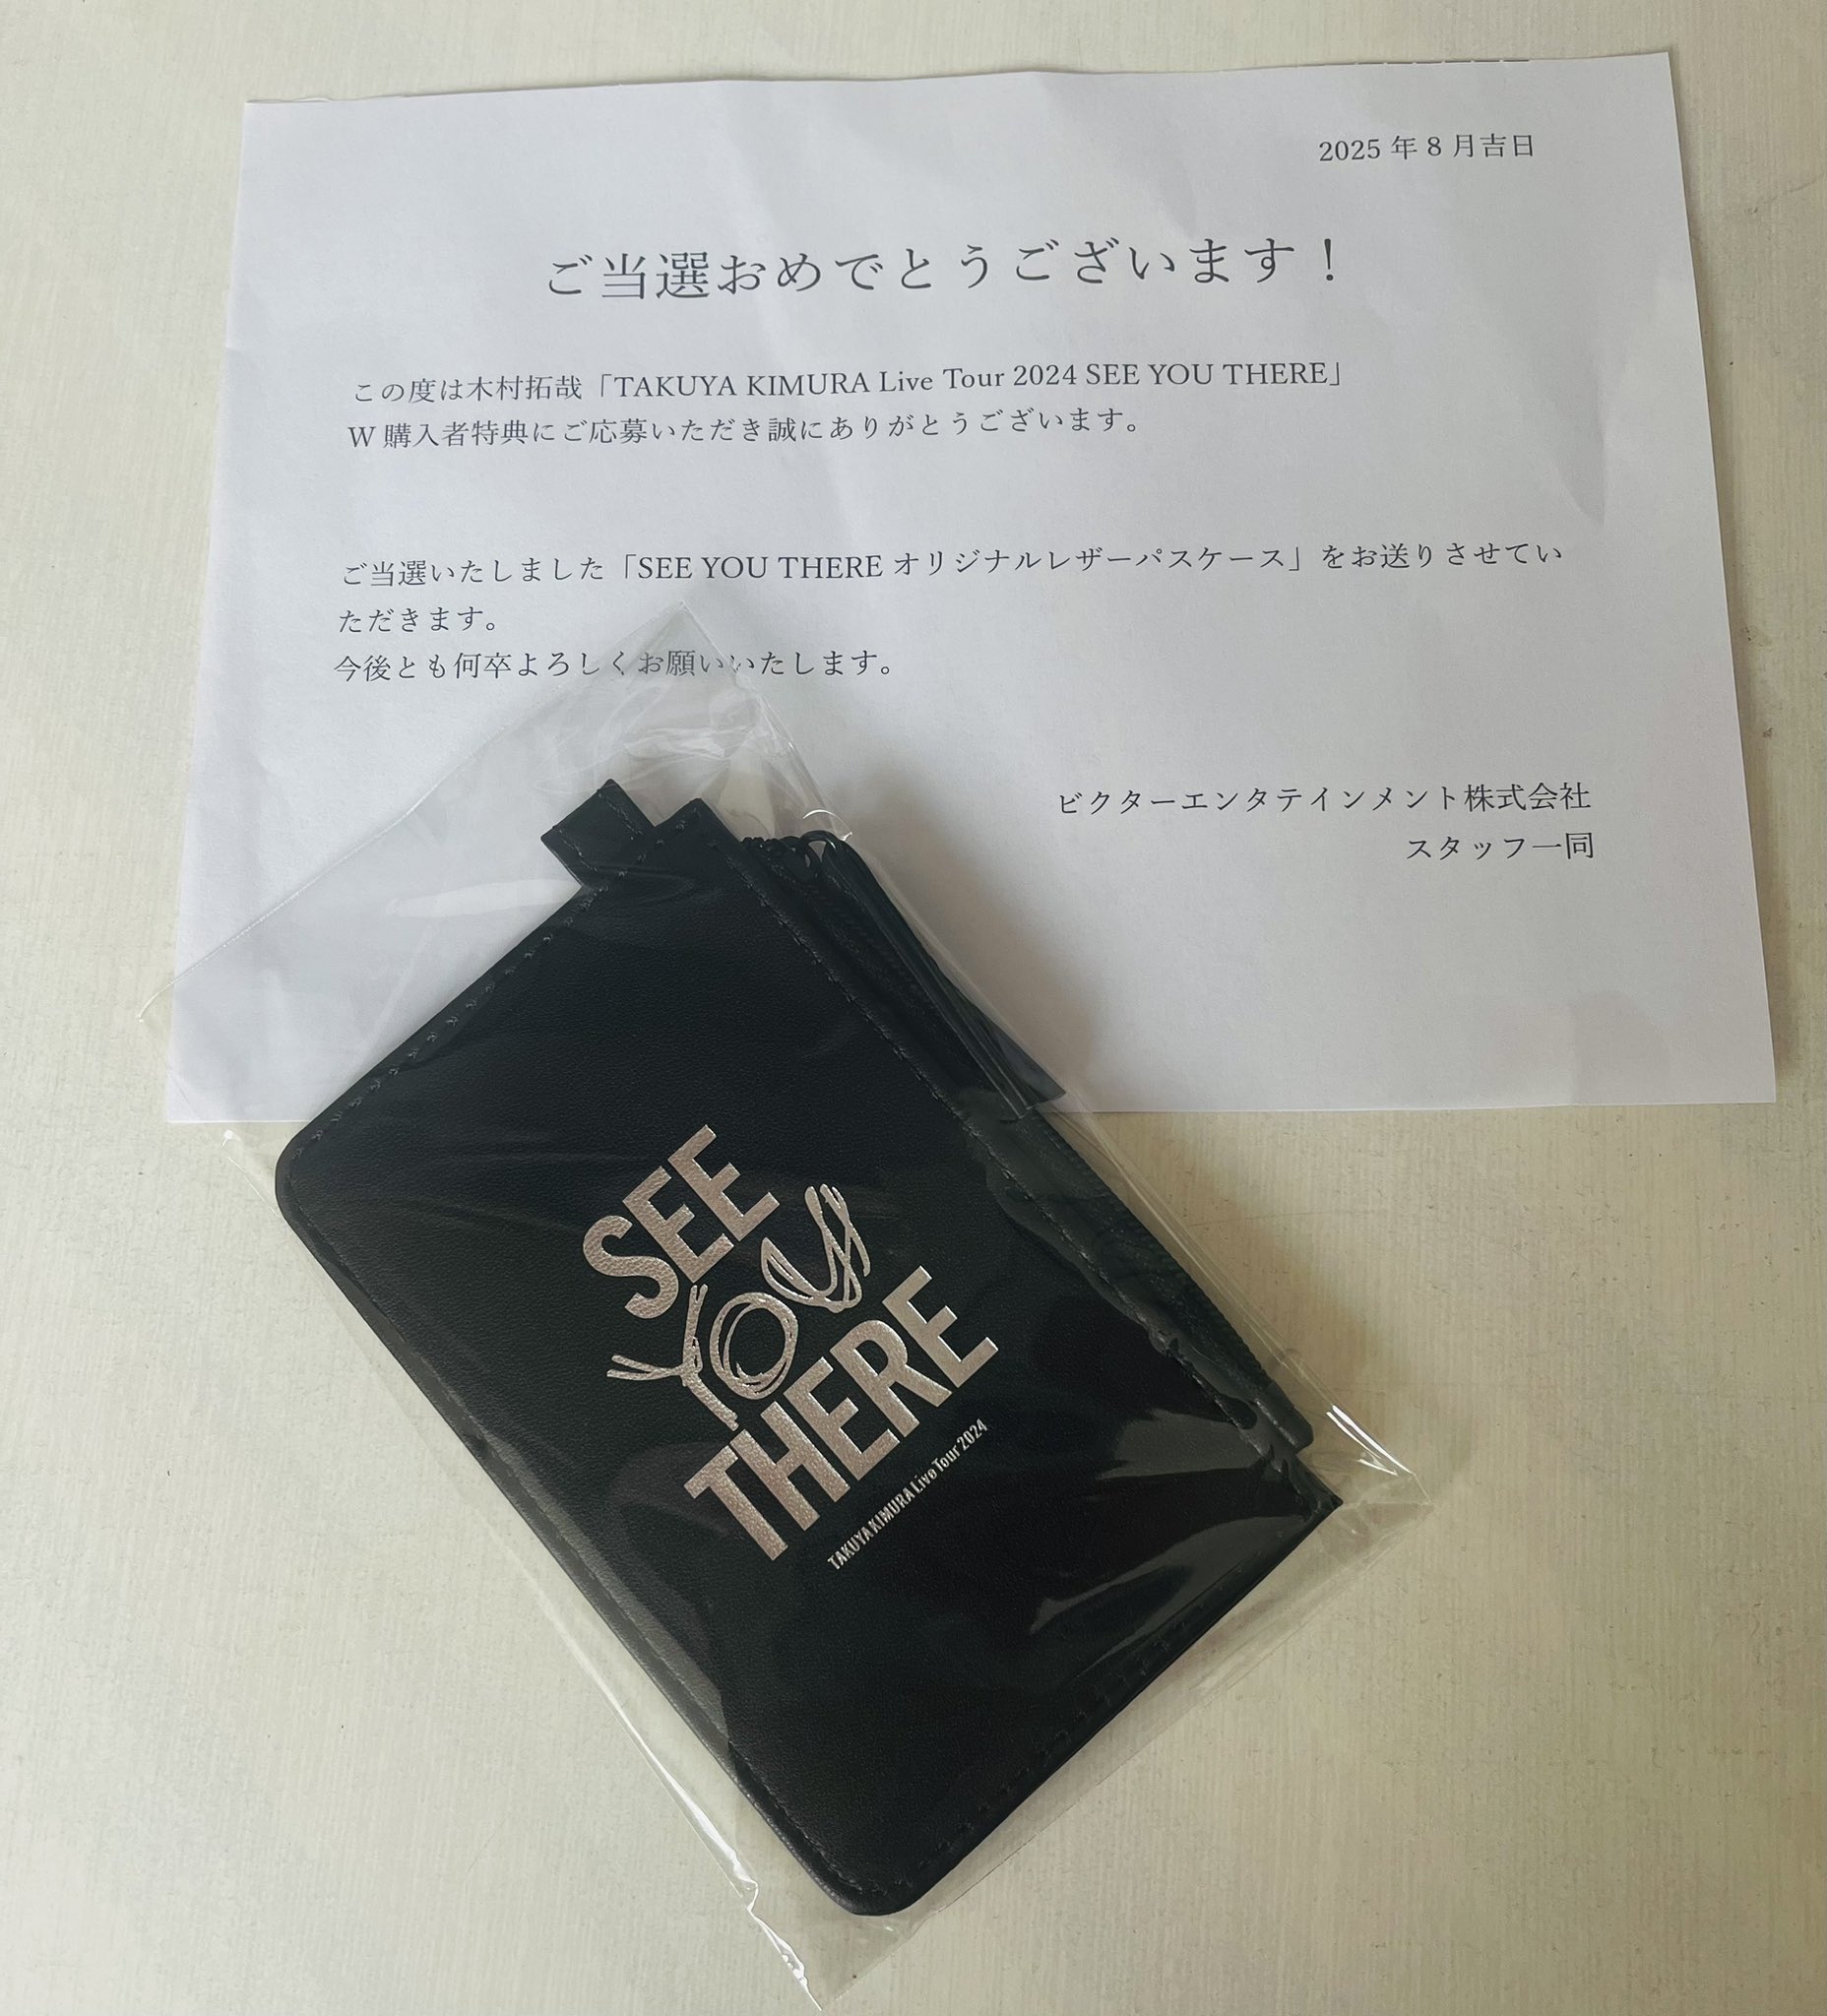 2025 年 8 月吉日
ご当選おめでとうございます！
この度は木村拓哉「TAKUYA KIMURA Live Tour 2024 SEE YOU THERE」
W 購入者特典にご応募いただき誠にありがとうございます。
ご当選いたしました「SEE YOU THERE オリジナルレザーパスケース」をお送りさせてい
ただきます。
今後とも何卒よろしくお願いいたします。
ビクターエンタテインメント株式会社
スタッフ一同
SEE
YOU
THERE
TAKUYA KIMURA Live Tour 2024